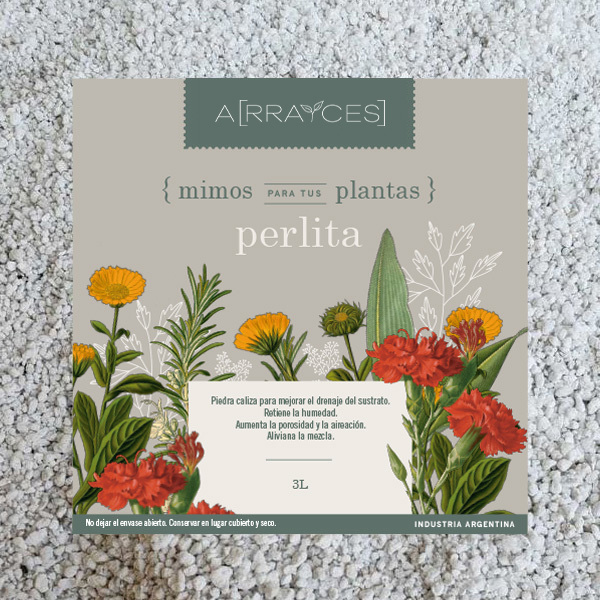 A[RRAYCES]
{ mimos PARA TUS plantas }
perlita
Piedra caliza para mejorar el drenaje del sustrato.
Retiene la humedad.
Aumenta la porosidad y la aireación.
Aliviana la mezcla.
3L
No dejar el envase abierto. Conservar en lugar cubierto y seco.
INDUSTRIA ARGENTINA